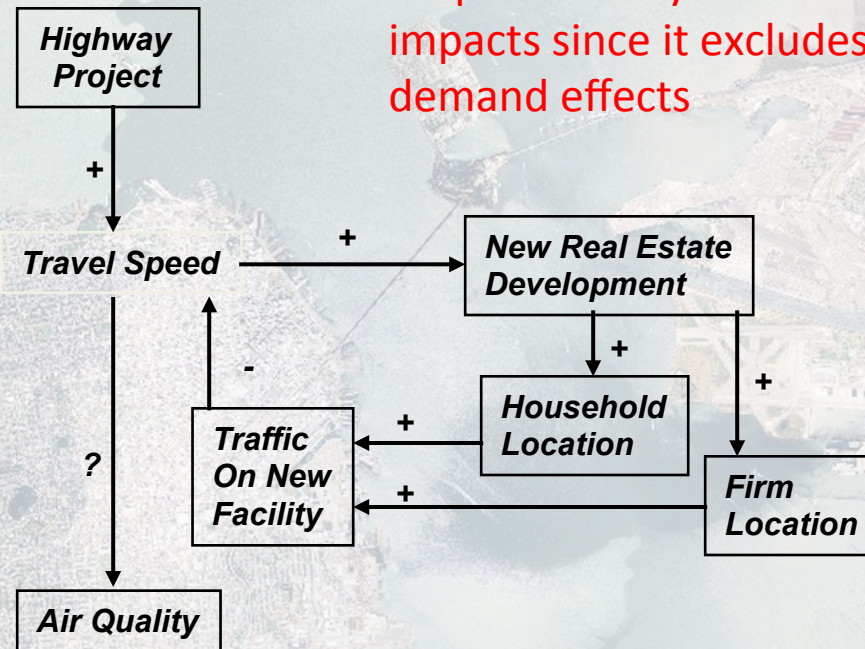 impacts since it excludes
demand effects
Highway
Project
+
Travel Speed
+
New Real Estate
Development
+
+
-
Household
Location
+
Traffic
On New
Facility
+
Firm
Location
?
Air Quality